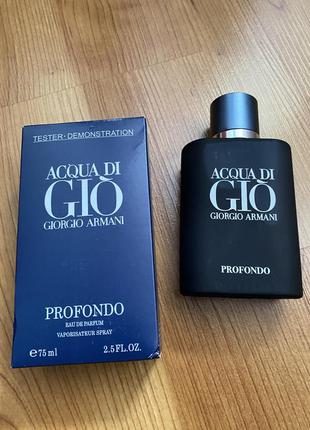 TESTER·DEMONSTRATION
ACQUA DI
GIÒ
GIORGIO ARMANI
PROFONDO
EAU DE PARFUM
VAPORISATEUR SPRAY
℮75 ml 2.5 FL.OZ.
ACQUA DI
GIÒ
GIORGIO ARMANI
PROFONDO